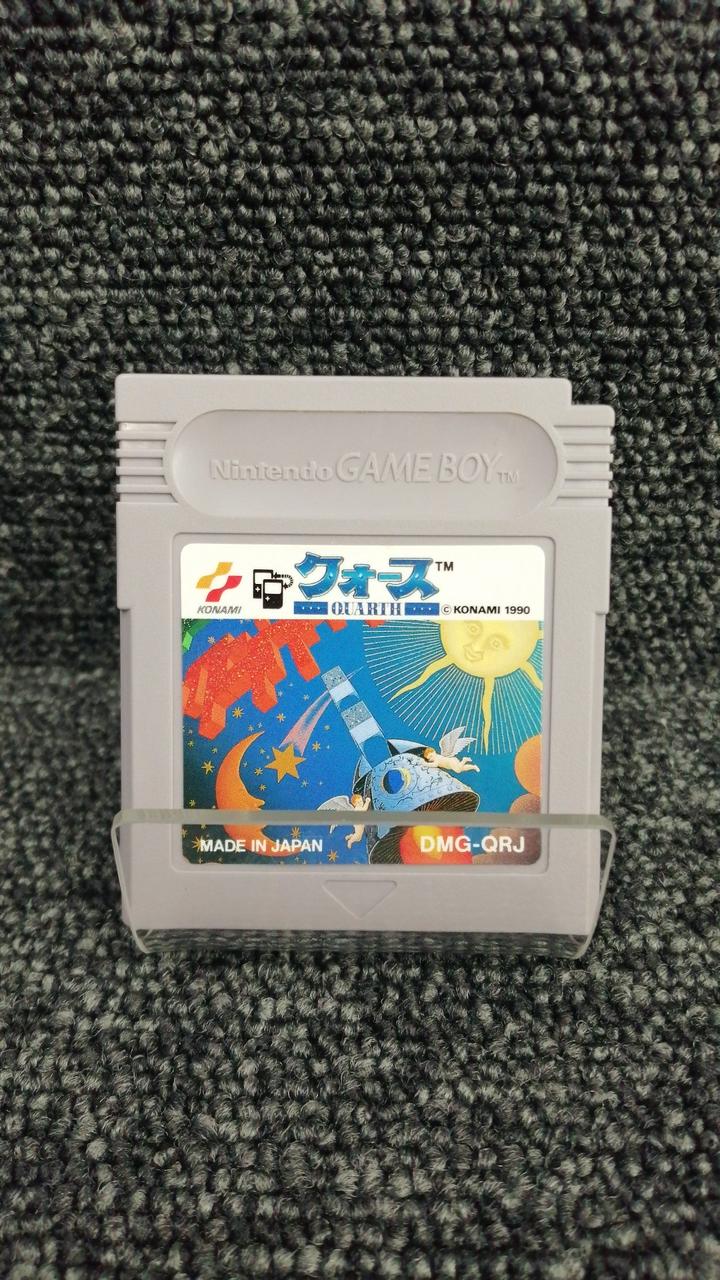 Nintendo GAME BOY™
KONAMI
クォース™
QUARTH
© KONAMI 1990
MADE IN JAPAN
DMG-QRJ